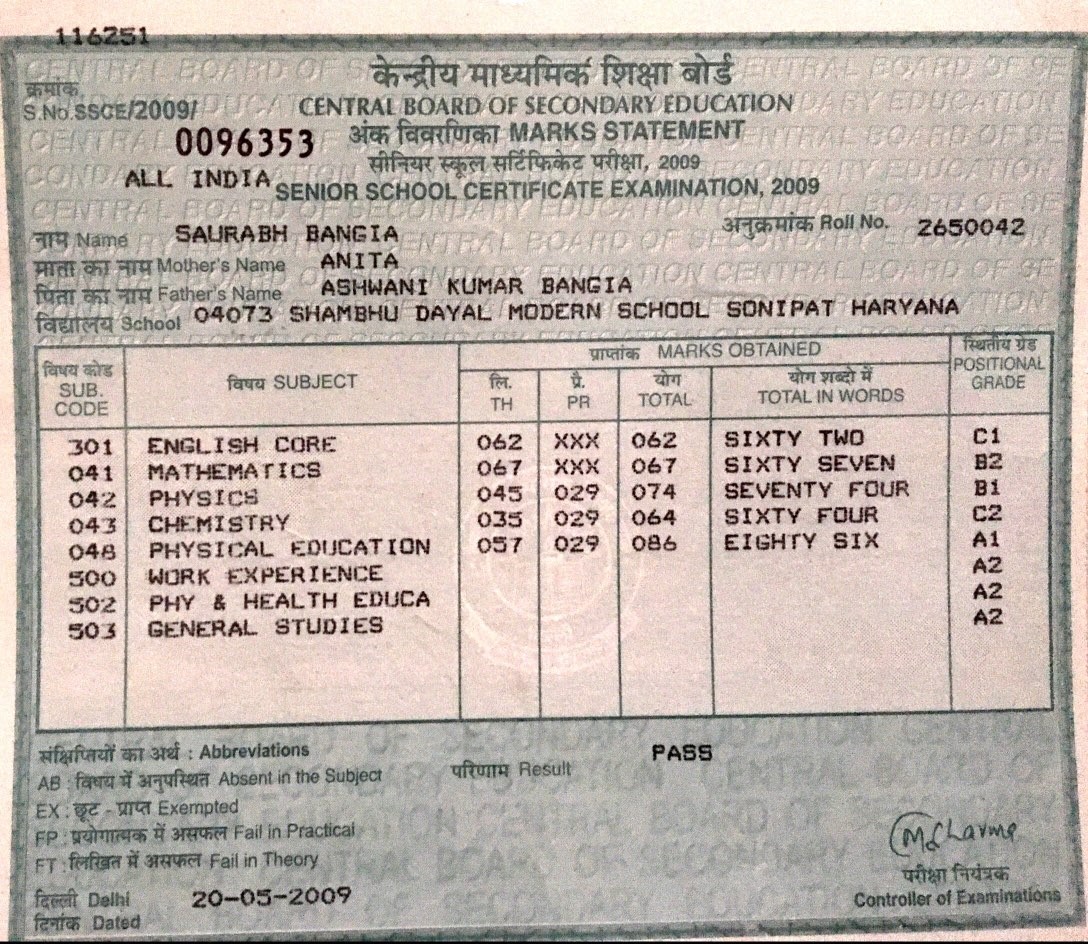 116251
केन्द्रीय माध्यमिक शिक्षा बोर्ड
क्रमांक
S.No.SSCE/2009/ CENTRAL BOARD OF SECONDARY EDUCATION
0096353 अंक विवरणिका MARKS STATEMENT
सीनियर स्कूल सर्टिफिकेट परीक्षा, 2009
ALL INDIA SENIOR SCHOOL CERTIFICATE EXAMINATION, 2009
नाम Name SAURABH BANGIA अनुक्रमांक Roll No. 2650042
माता का नाम Mother's Name ANITA
पिता का नाम Father's Name ASHWANI KUMAR BANGIA
विद्यालय School 04073 SHAMBHU DAYAL MODERN SCHOOL SONIPAT HARYANA
विषय कोड SUB. CODE विषय SUBJECT प्राप्तांक MARKS OBTAINED स्थितीय ग्रेड POSITIONAL GRADE
लि. TH प्रै. PR योग TOTAL योग शब्दो में TOTAL IN WORDS
301 ENGLISH CORE 062 XXX 062 SIXTY TWO C1
041 MATHEMATICS 067 XXX 067 SIXTY SEVEN B2
042 PHYSICS 045 029 074 SEVENTY FOUR B1
043 CHEMISTRY 035 029 064 SIXTY FOUR C2
048 PHYSICAL EDUCATION 057 029 086 EIGHTY SIX A1
500 WORK EXPERIENCE A2
502 PHY & HEALTH EDUCA A2
503 GENERAL STUDIES A2
संक्षिप्तियों का अर्थ : Abbreviations
AB : विषय में अनुपस्थित Absent in the Subject परिणाम Result PASS
EX : छूट - प्राप्त Exempted
FP : प्रयोगात्मक में असफल Fail in Practical
FT : लिखित में असफल Fail in Theory
परीक्षा नियंत्रक
दिल्ली Delhi 20-05-2009 Controller of Examinations
दिनांक Dated